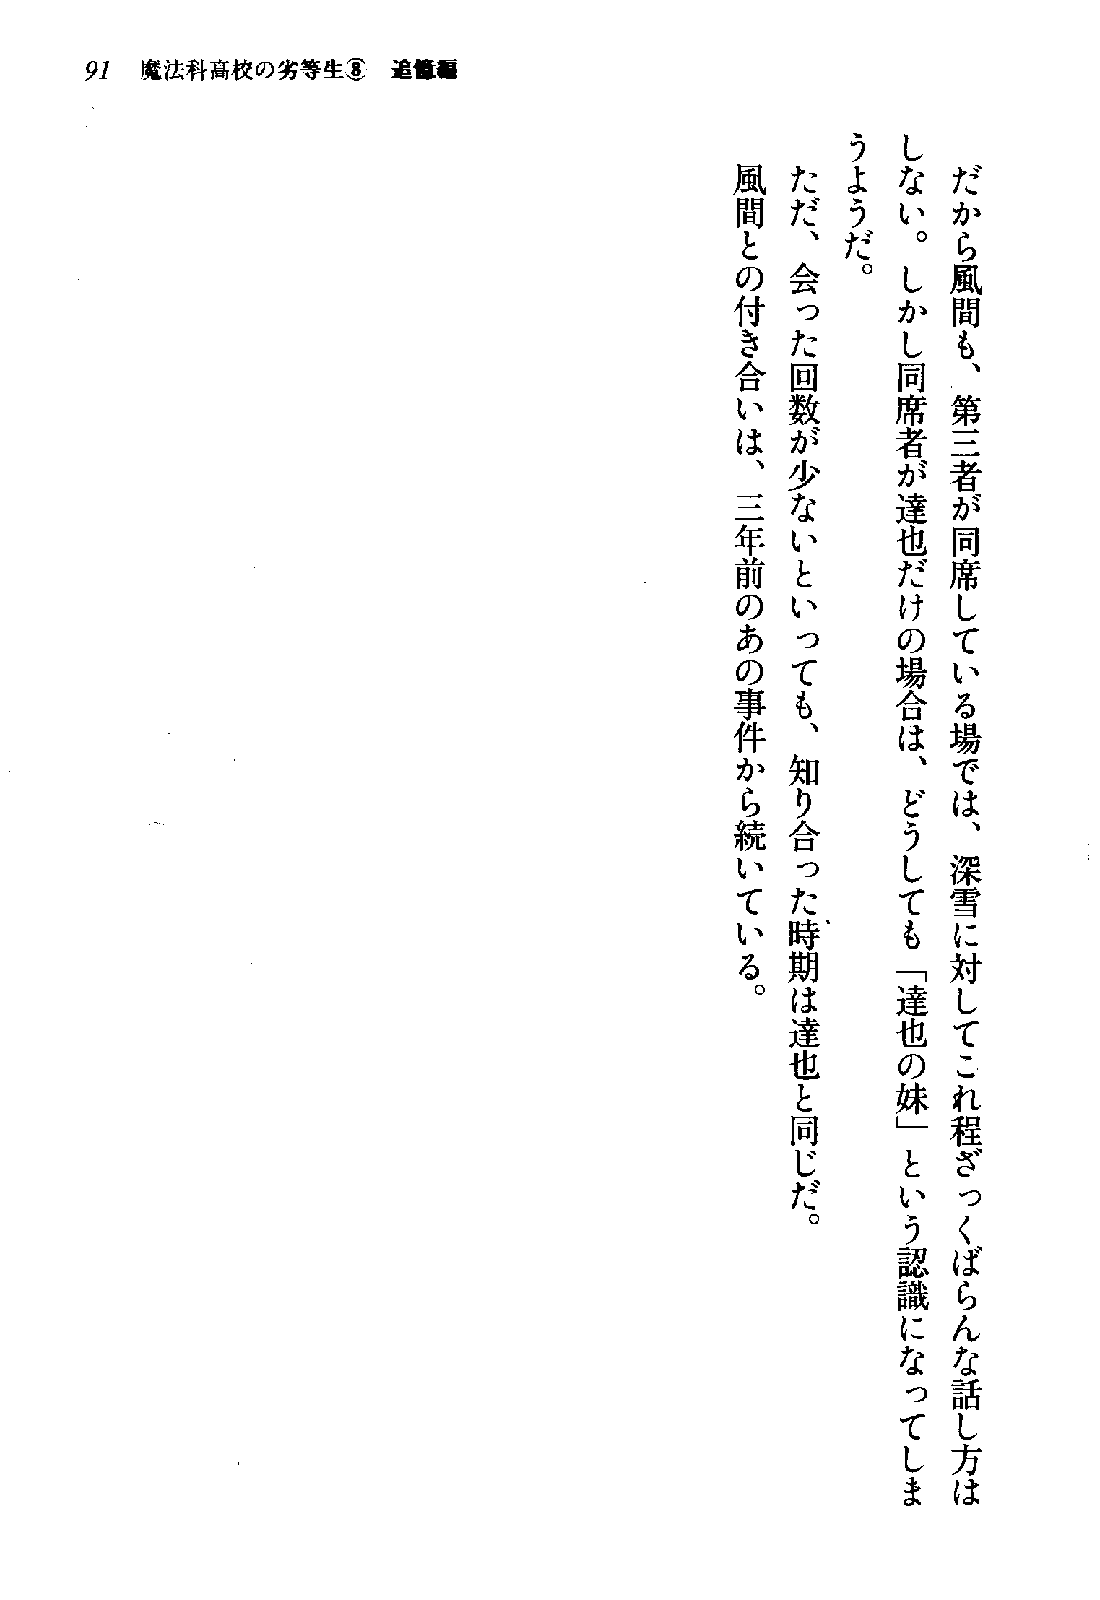 91 魔法科高校の劣等生⑧ 追憶編
だから風間も、第三者が同席している場では、深雪に対してこれ程ざっくばらんな話し方は
しない。しかし同席者が達也だけの場合は、どうしても「達也の妹」という認識になってしま
うようだ。
ただ、会った回数が少ないといっても、知り合った時期は達也と同じだ。
風間との付き合いは、三年前のあの事件から続いている。